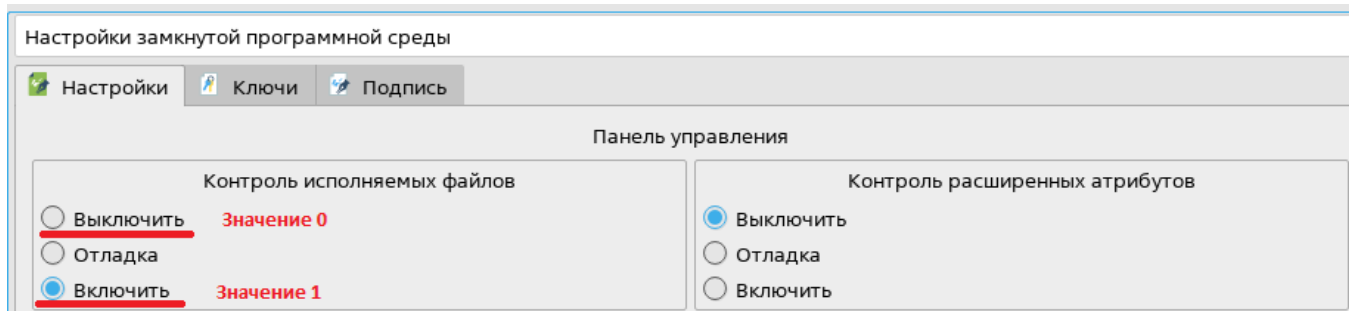 Настройки замкнутой программной среды
Настройки Ключи Подпись
Панель управления
Контроль исполняемых файлов
Выключить Значение 0
Отладка
Включить Значение 1
Контроль расширенных атрибутов
Выключить
Отладка
Включить